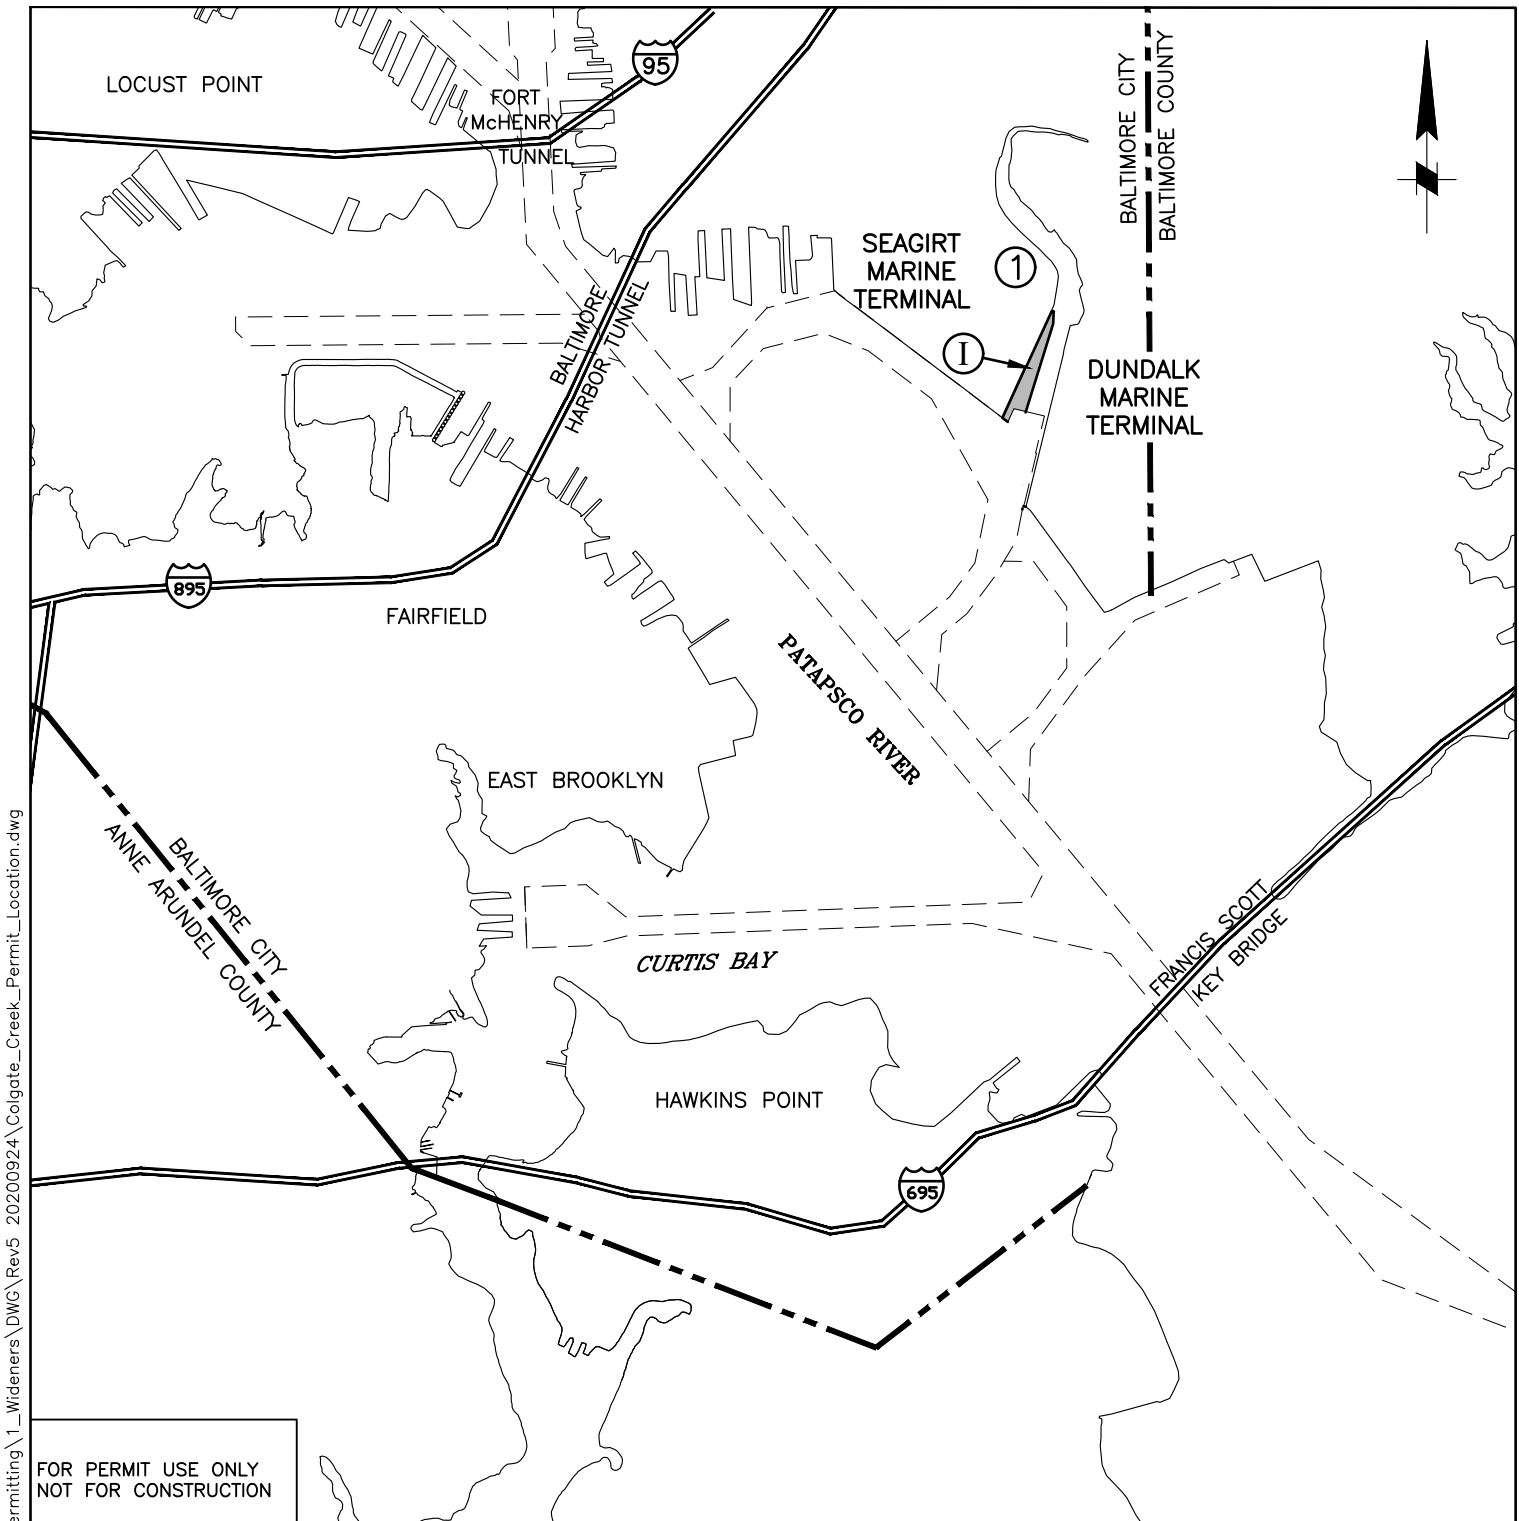 LOCUST POINT
95
FORT
McHENRY
TUNNEL
BALTIMORE CITY
BALTIMORE COUNTY
SEAGIRT
MARINE
TERMINAL
1
I
DUNDALK
MARINE
TERMINAL
BALTIMORE
HARBOR TUNNEL
895
FAIRFIELD
PATAPSCO RIVER
EAST BROOKLYN
BALTIMORE CITY
ANNE ARUNDEL COUNTY
CURTIS BAY
FRANCIS SCOTT
KEY BRIDGE
HAWKINS POINT
695
FOR PERMIT USE ONLY
NOT FOR CONSTRUCTION
ermitting\1_Wideners\DWG\Rev5 20200924\Colgate_Creek_Permit_Location.dwg